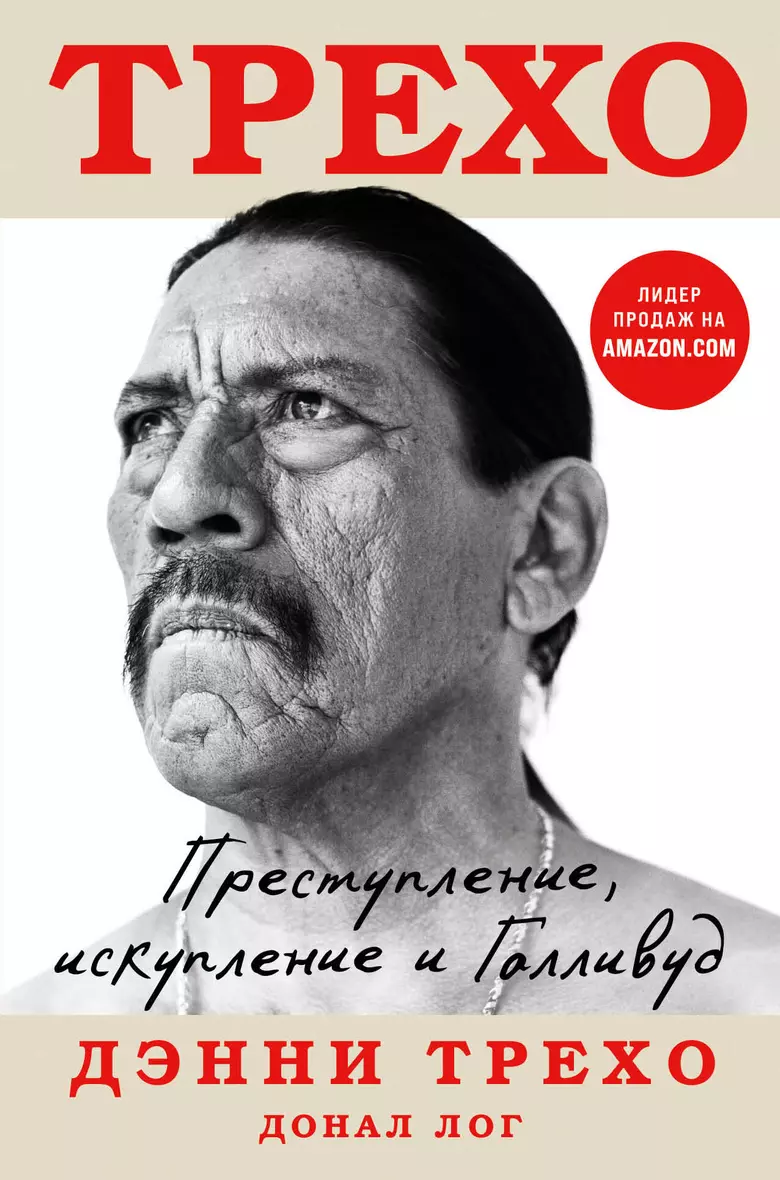 ТРЕХО
ЛИДЕР
ПРОДАЖ НА
AMAZON.COM
Преступление,
искупление и Голливуд
ДЭННИ ТРЕХО
ДОНАЛ ЛОГ